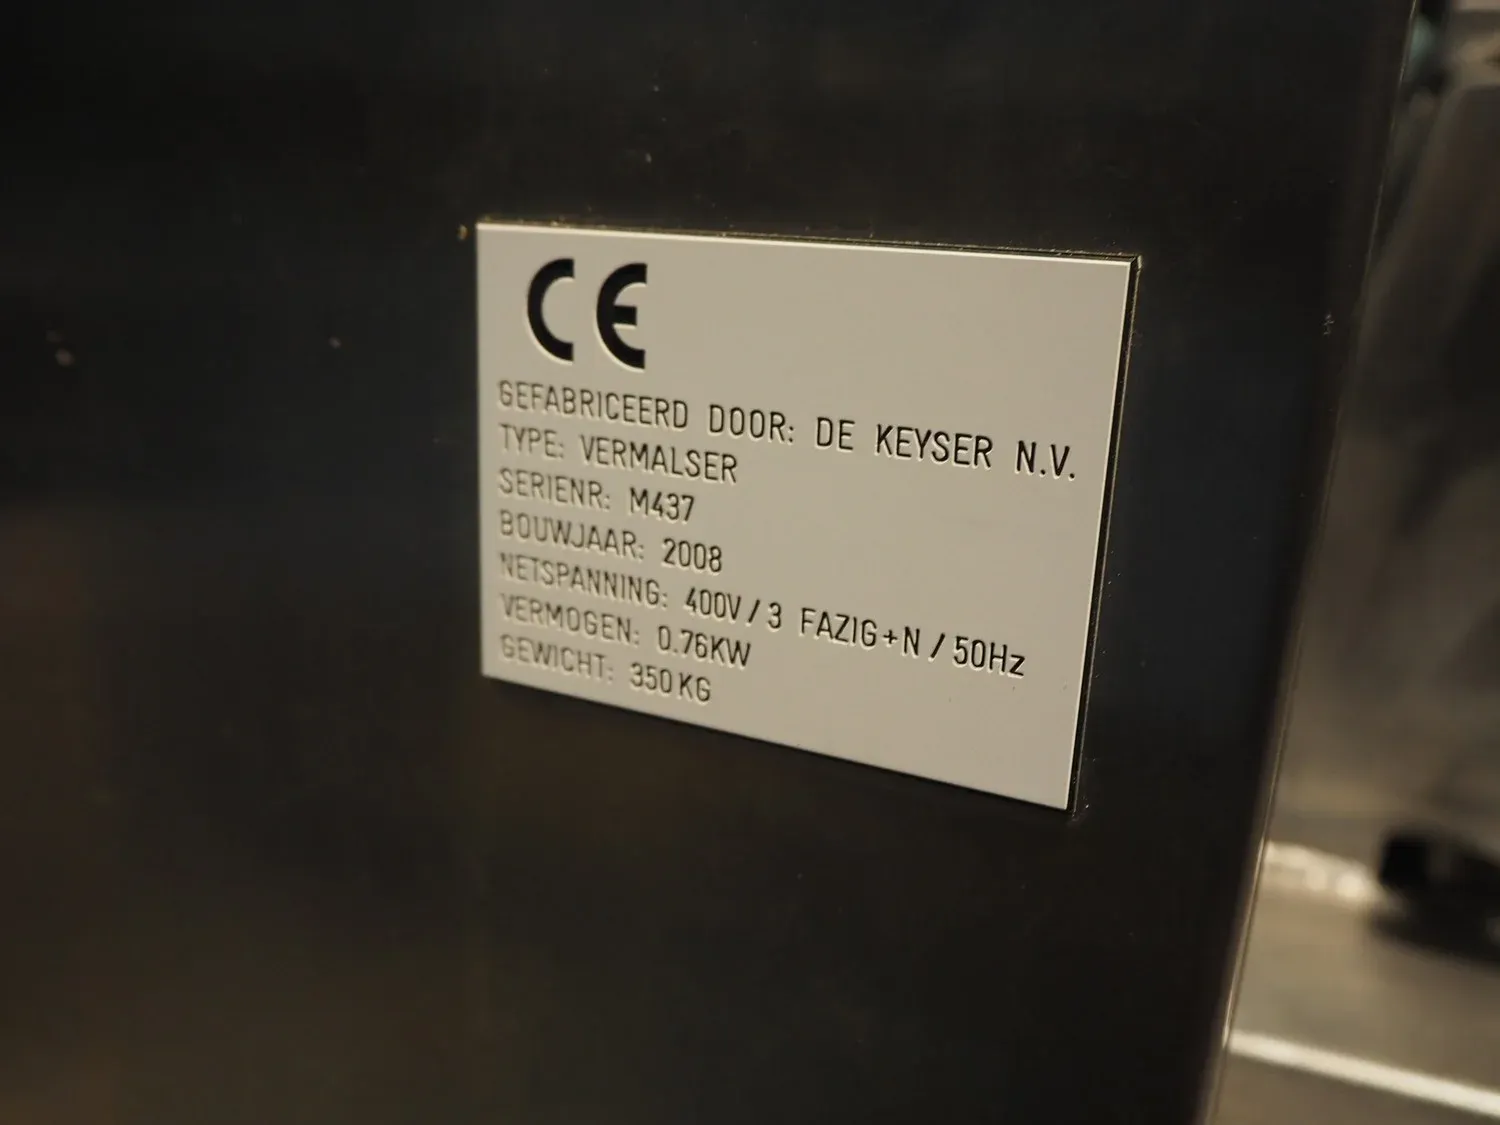 CE
GEFABRICEERD DOOR: DE KEYSER N.V.
TYPE: VERMALSER
SERIENR: M437
BOUWJAAR: 2008
NETSPANNING: 400V / 3 FAZIG+N / 50Hz
VERMOGEN: 0.76KW
GEWICHT: 350KG